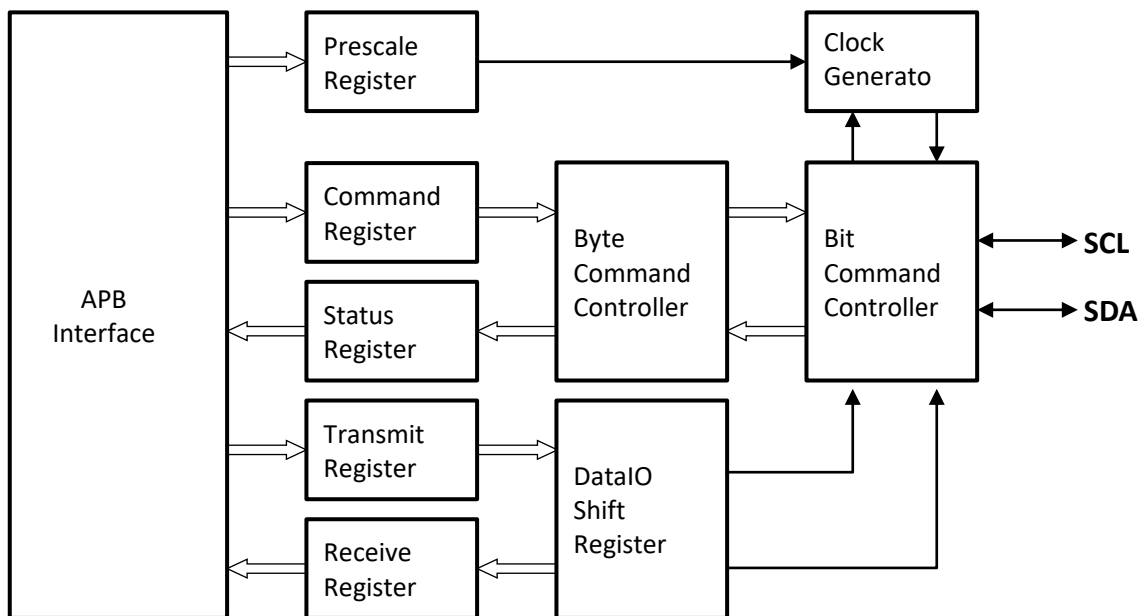 Prescale
Register
Clock
Generato
Command
Register
Byte
Command
Controller
Bit
Command
Controller
SCL
SDA
APB
Interface
Status
Register
Transmit
Register
DataIO
Shift
Register
Receive
Register